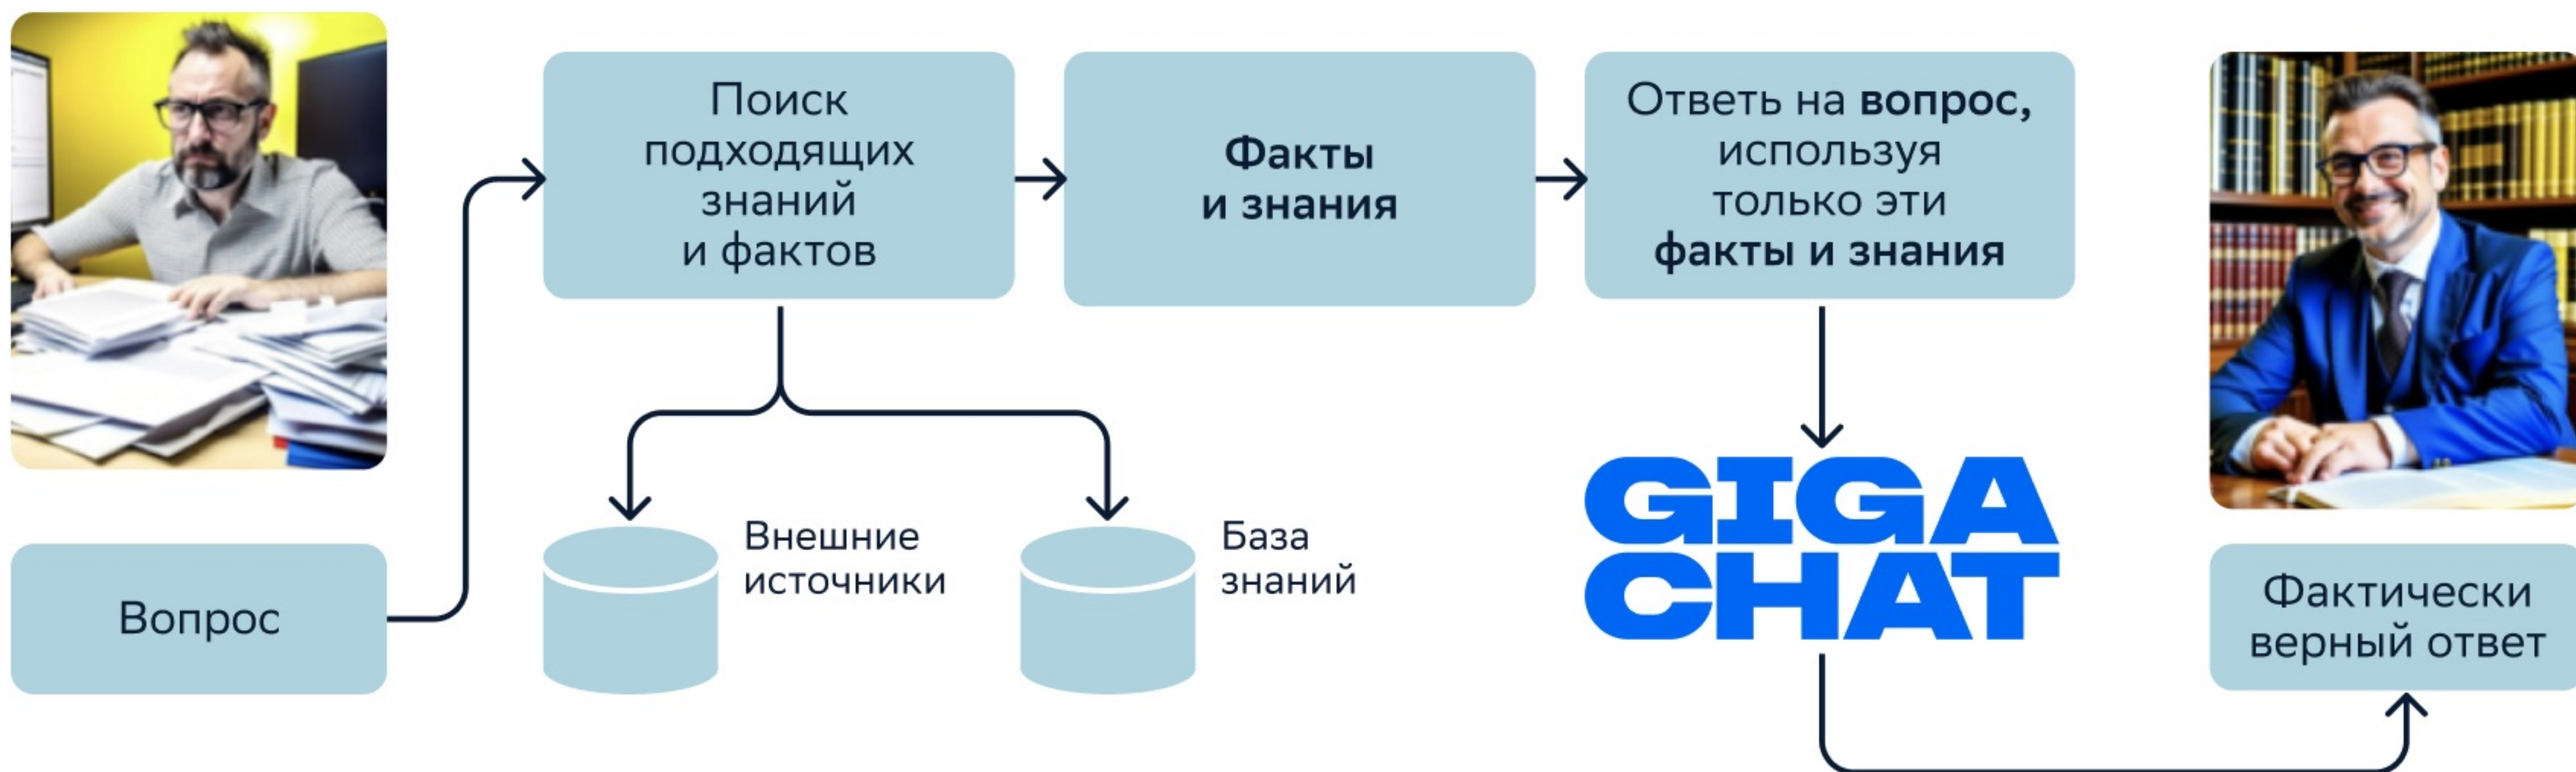 Поиск
подходящих
знаний
и фактов
Факты
и знания
Ответь на вопрос,
используя
только эти
факты и знания
Вопрос
Внешние
источники
База
знаний
GIGA
CHAT
Фактически
верный ответ